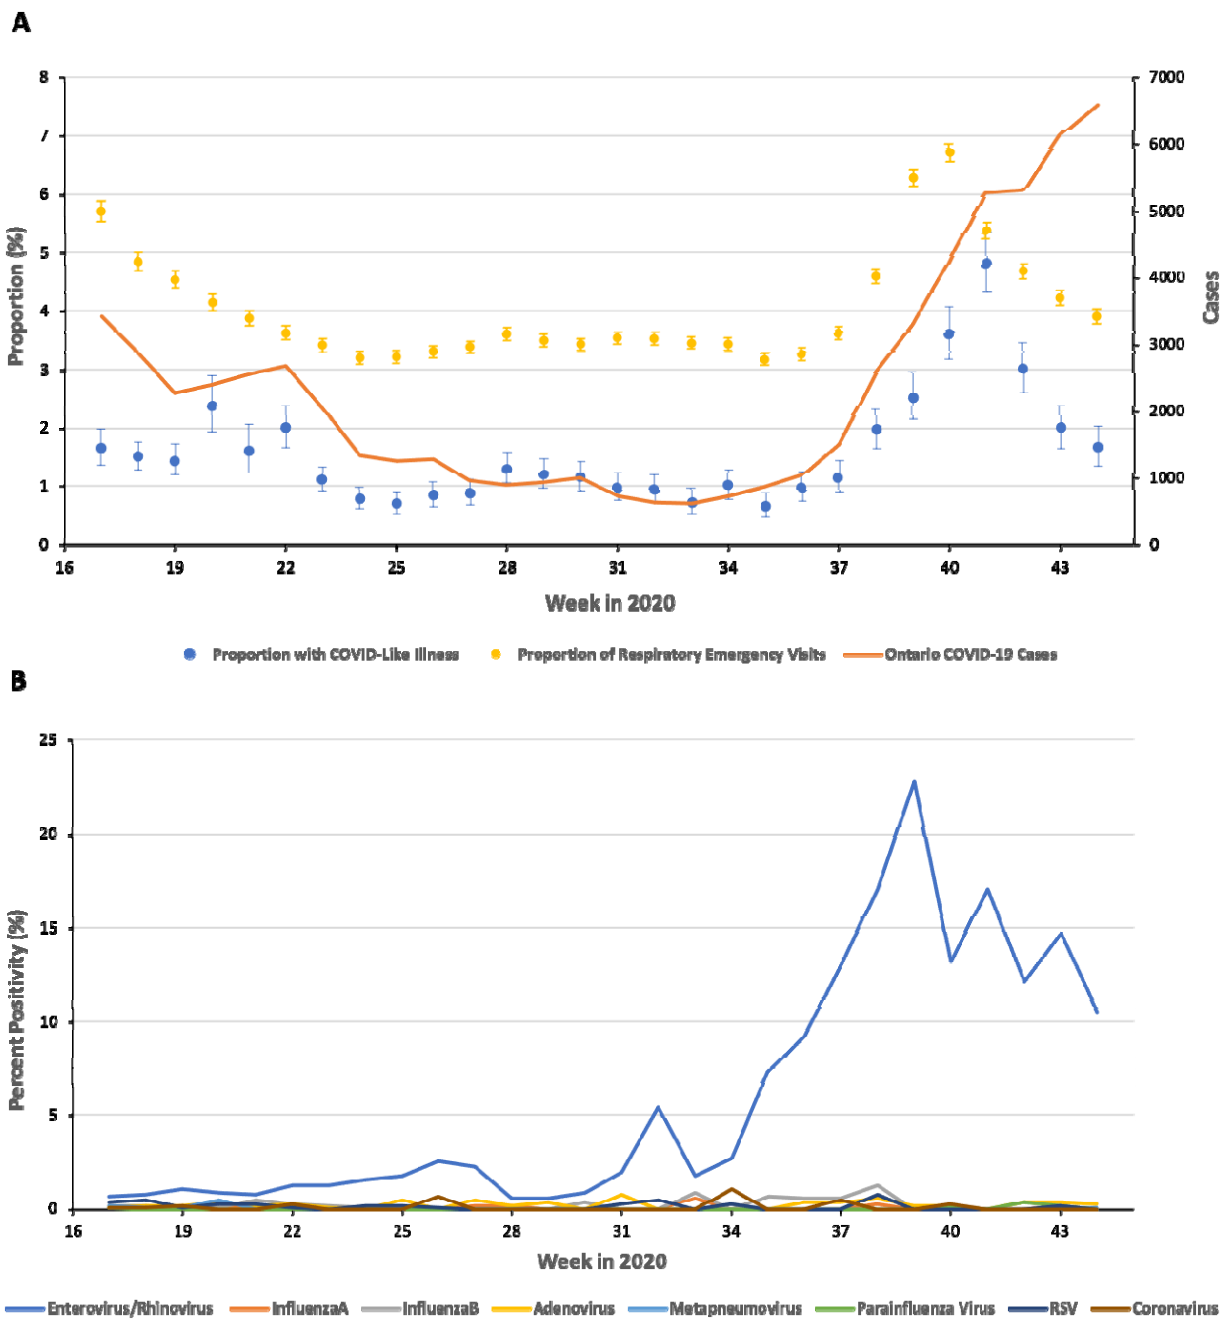 A
8 7000
7 6000
6 5000
5 4000
4 3000
3 2000
2 1000
1 0
0
Proportion (%)
Cases
16 19 22 25 28 31 34 37 40 43
Week in 2020
Proportion with COVID-Like Illness Proportion of Respiratory Emergency Visits Ontario COVID-19 Cases
B
25
20
15
10
5
0
Percent Positivity (%)
16 19 22 25 28 31 34 37 40 43
Week in 2020
Enterovirus/Rhinovirus InfluenzaA InfluenzaB Adenovirus Metapneumovirus Parainfluenza Virus RSV Coronavirus